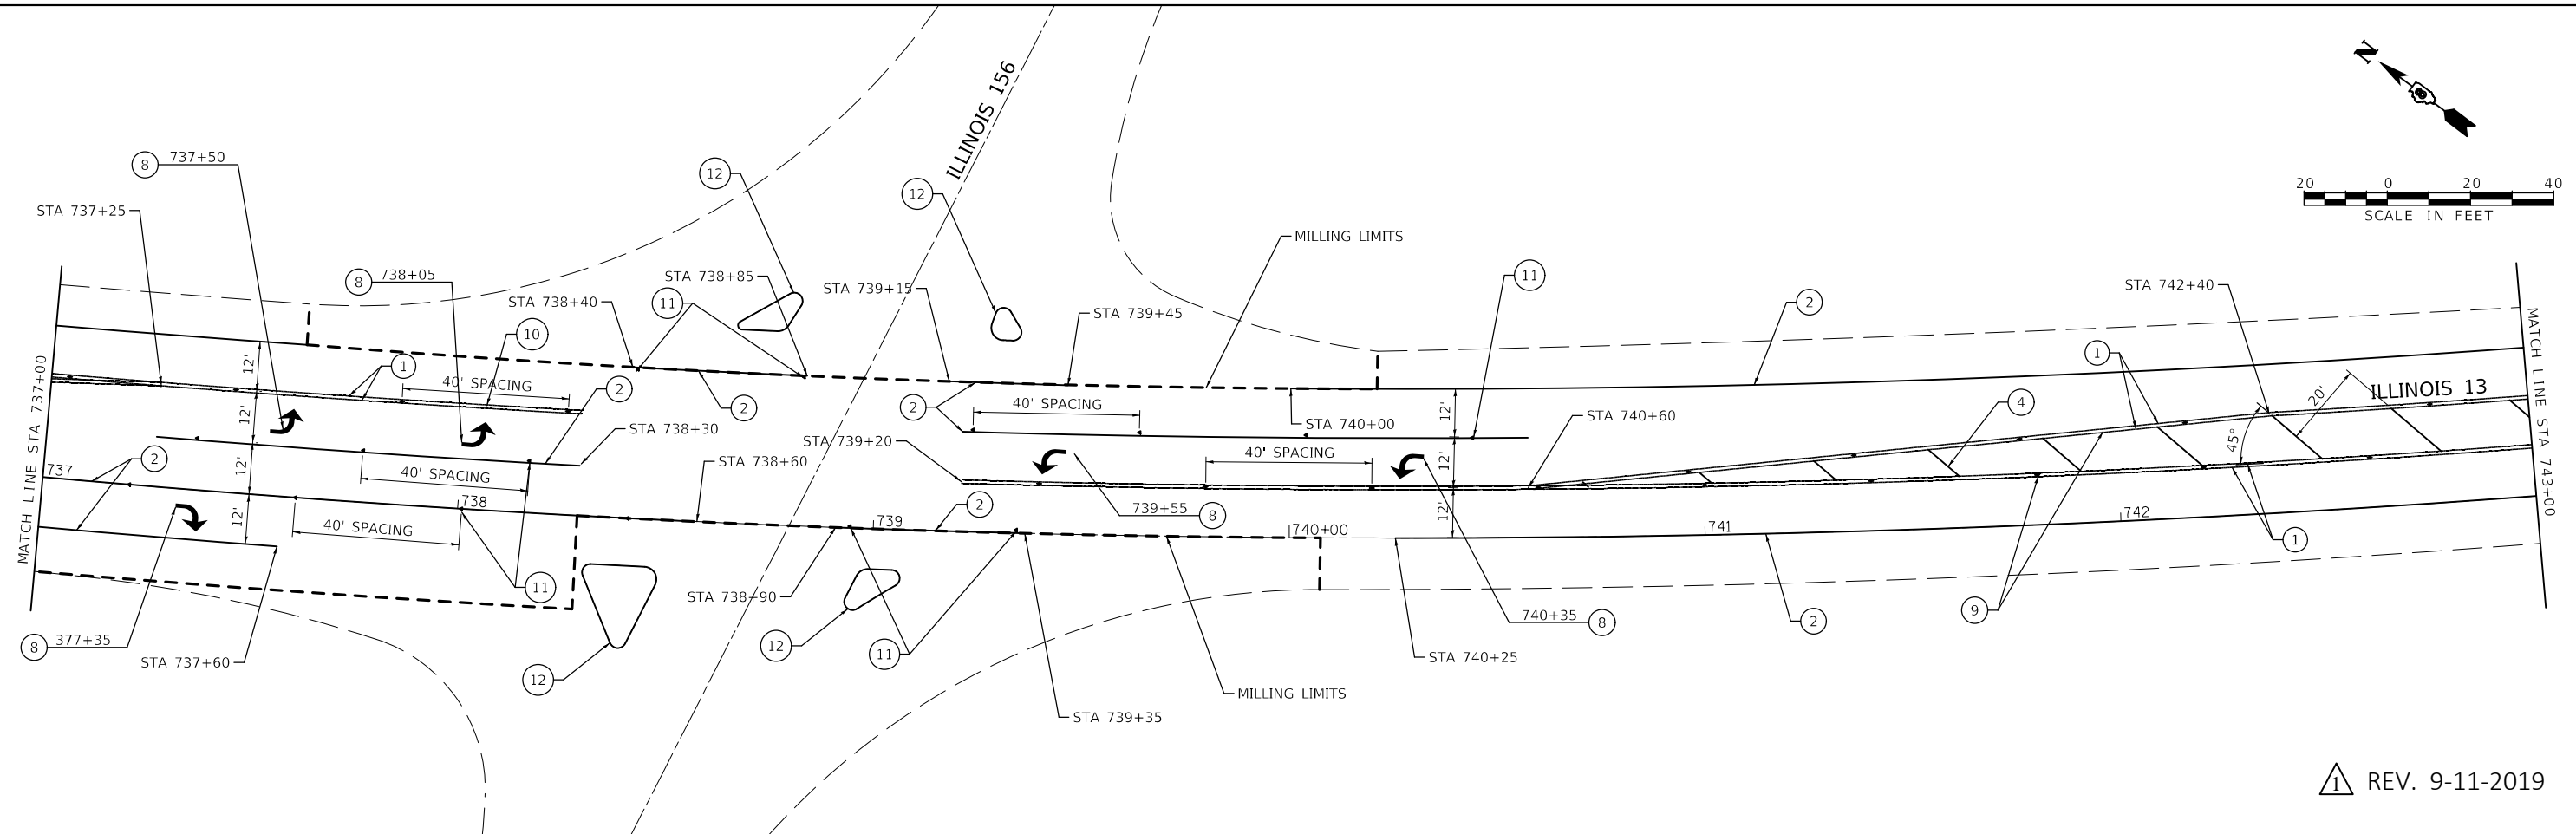 N
20 0 20 40
SCALE IN FEET
ILLINOIS 156
8 737+50
STA 737+25
12
12
8 738+05
STA 738+40
11
STA 738+85
STA 739+15
MILLING LIMITS
STA 739+45
11
2
STA 742+40
10
1
40' SPACING
2
2
2
40' SPACING
STA 740+00
STA 740+60
1
4
20'
ILLINOIS 13
45°
MATCH LINE STA 737+00
MATCH LINE STA 743+00
12'
12'
12'
12'
12'
12'
STA 738+30
STA 739+20
737
2
40' SPACING
STA 738+60
40' SPACING
738
40' SPACING
739
2
739+55 8
740+00
741
742
1
8 377+35
STA 737+60
11
12
STA 738+90
12
11
STA 739+35
MILLING LIMITS
STA 740+25
740+35 8
2
9
1 REV. 9-11-2019